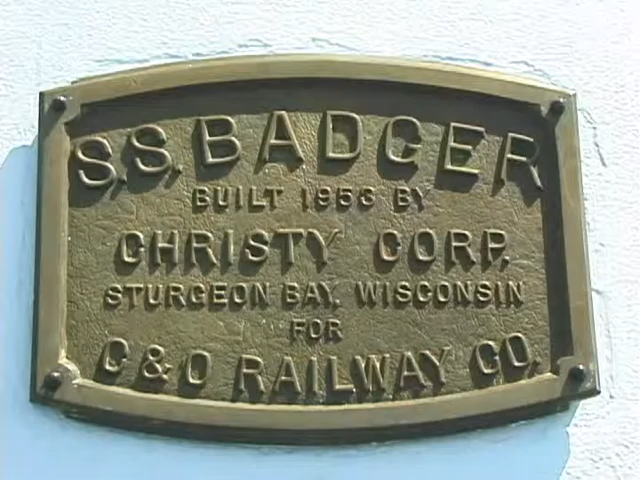 S.S. BADGER
BUILT 1953 BY
CHRISTY CORP.
STURGEON BAY, WISCONSIN
FOR
C & O RAILWAY CO.